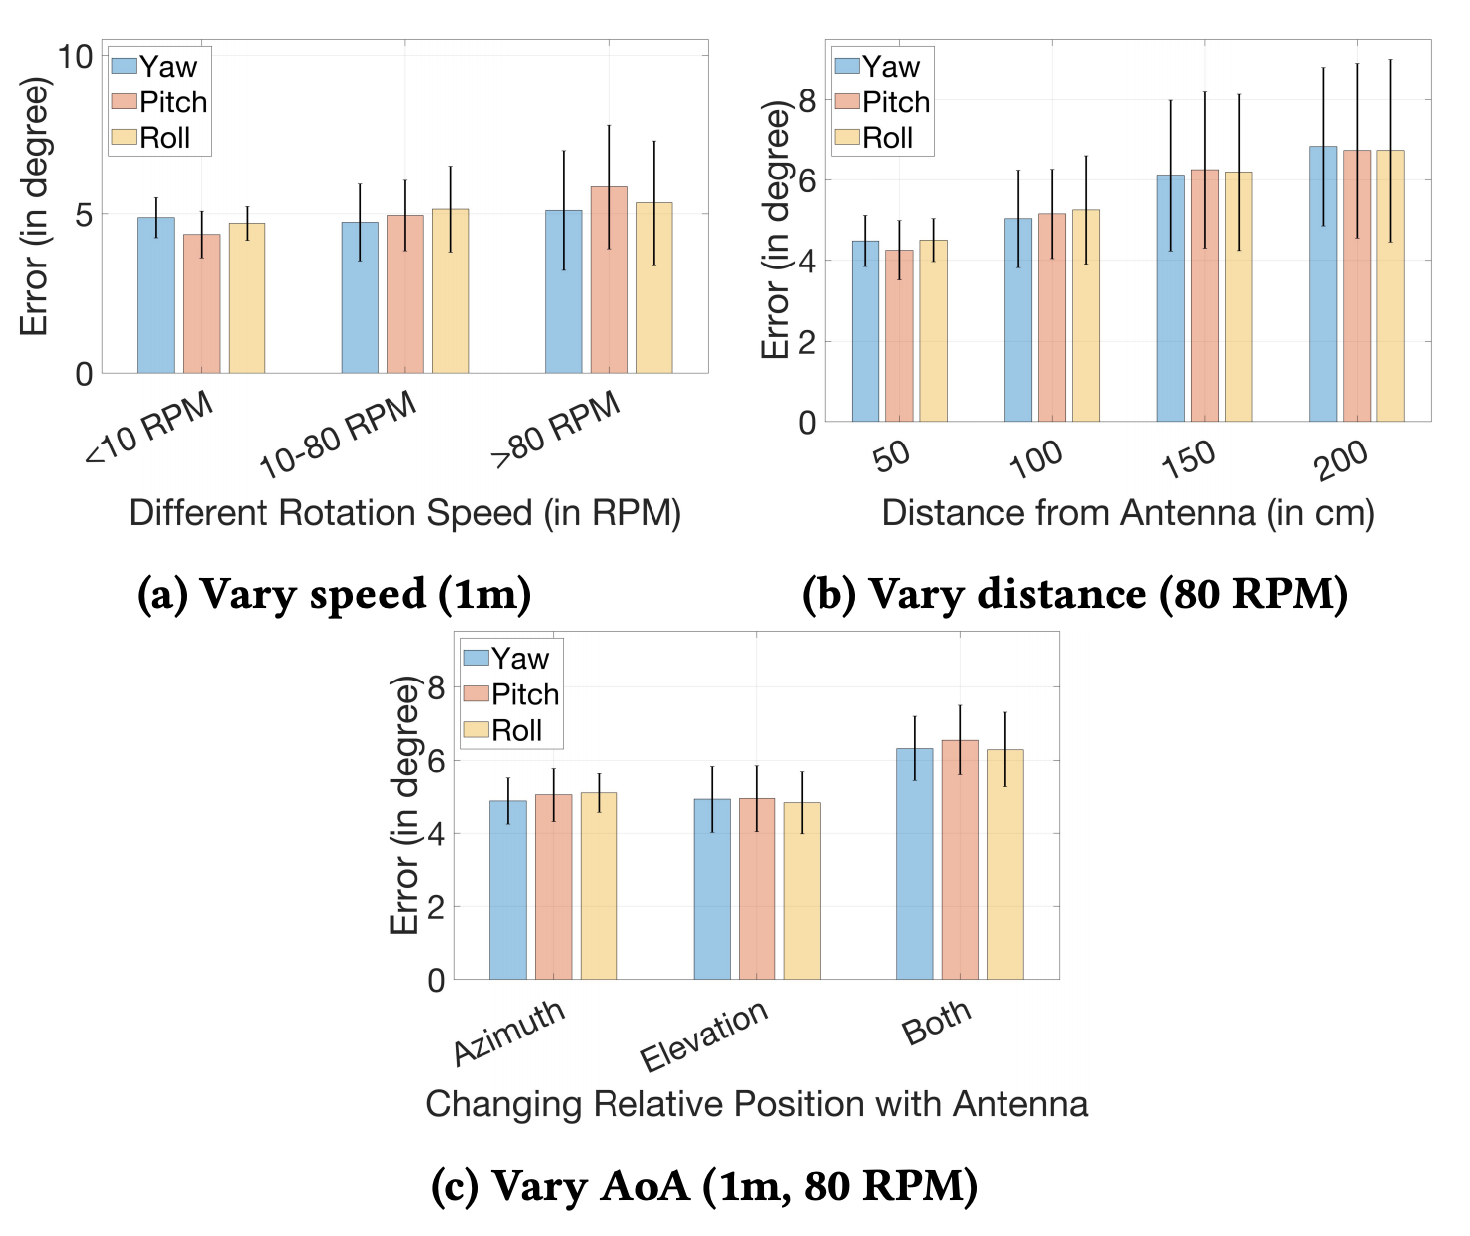 10
5
0
Error (in degree)
Yaw
Pitch
Roll
<10 RPM
10-80 RPM
>80 RPM
Different Rotation Speed (in RPM)
(a) Vary speed (1m)
8
6
4
2
0
Error (in degree)
Yaw
Pitch
Roll
50
100
150
200
Distance from Antenna (in cm)
(b) Vary distance (80 RPM)
8
6
4
2
0
Error (in degree)
Yaw
Pitch
Roll
Azimuth
Elevation
Both
Changing Relative Position with Antenna
(c) Vary AoA (1m, 80 RPM)